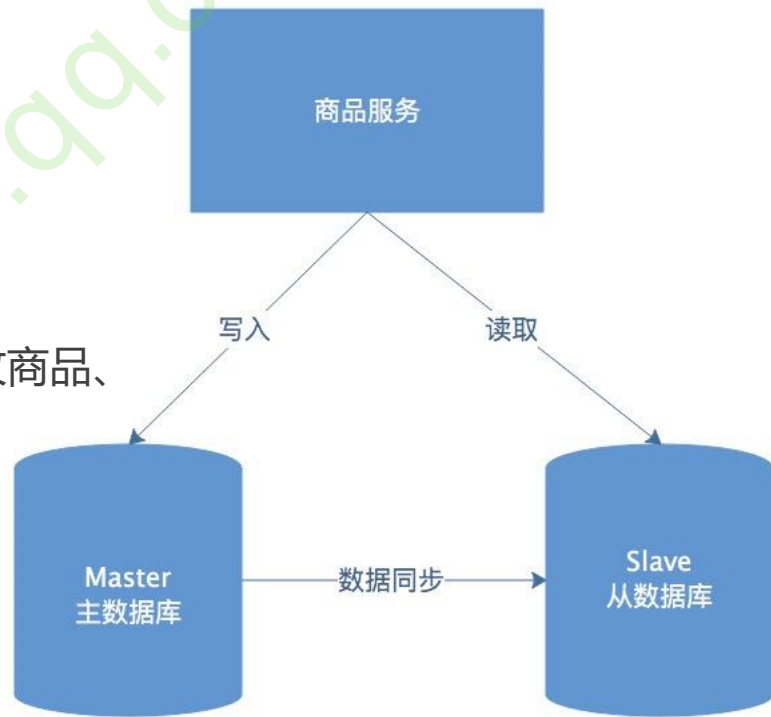 .qq.
商品服务
写入
读取
商品、
Master
主数据库
数据同步
Slave
从数据库